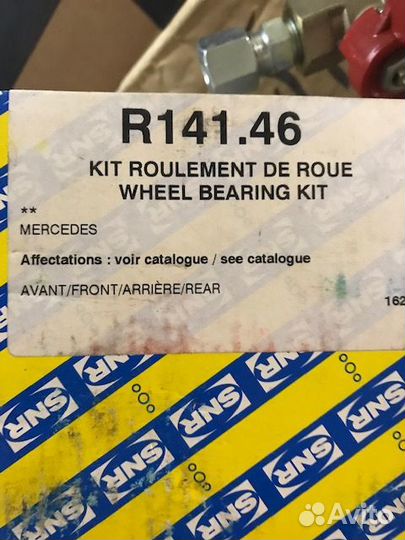 R141.46
KIT ROULEMENT DE ROUE
WHEEL BEARING KIT
**
MERCEDES
Affectations : voir catalogue / see catalogue
AVANT/FRONT/ARRIÈRE/REAR
162
SNR
SNR
SNR
SNR
SNR
SNR
Avito